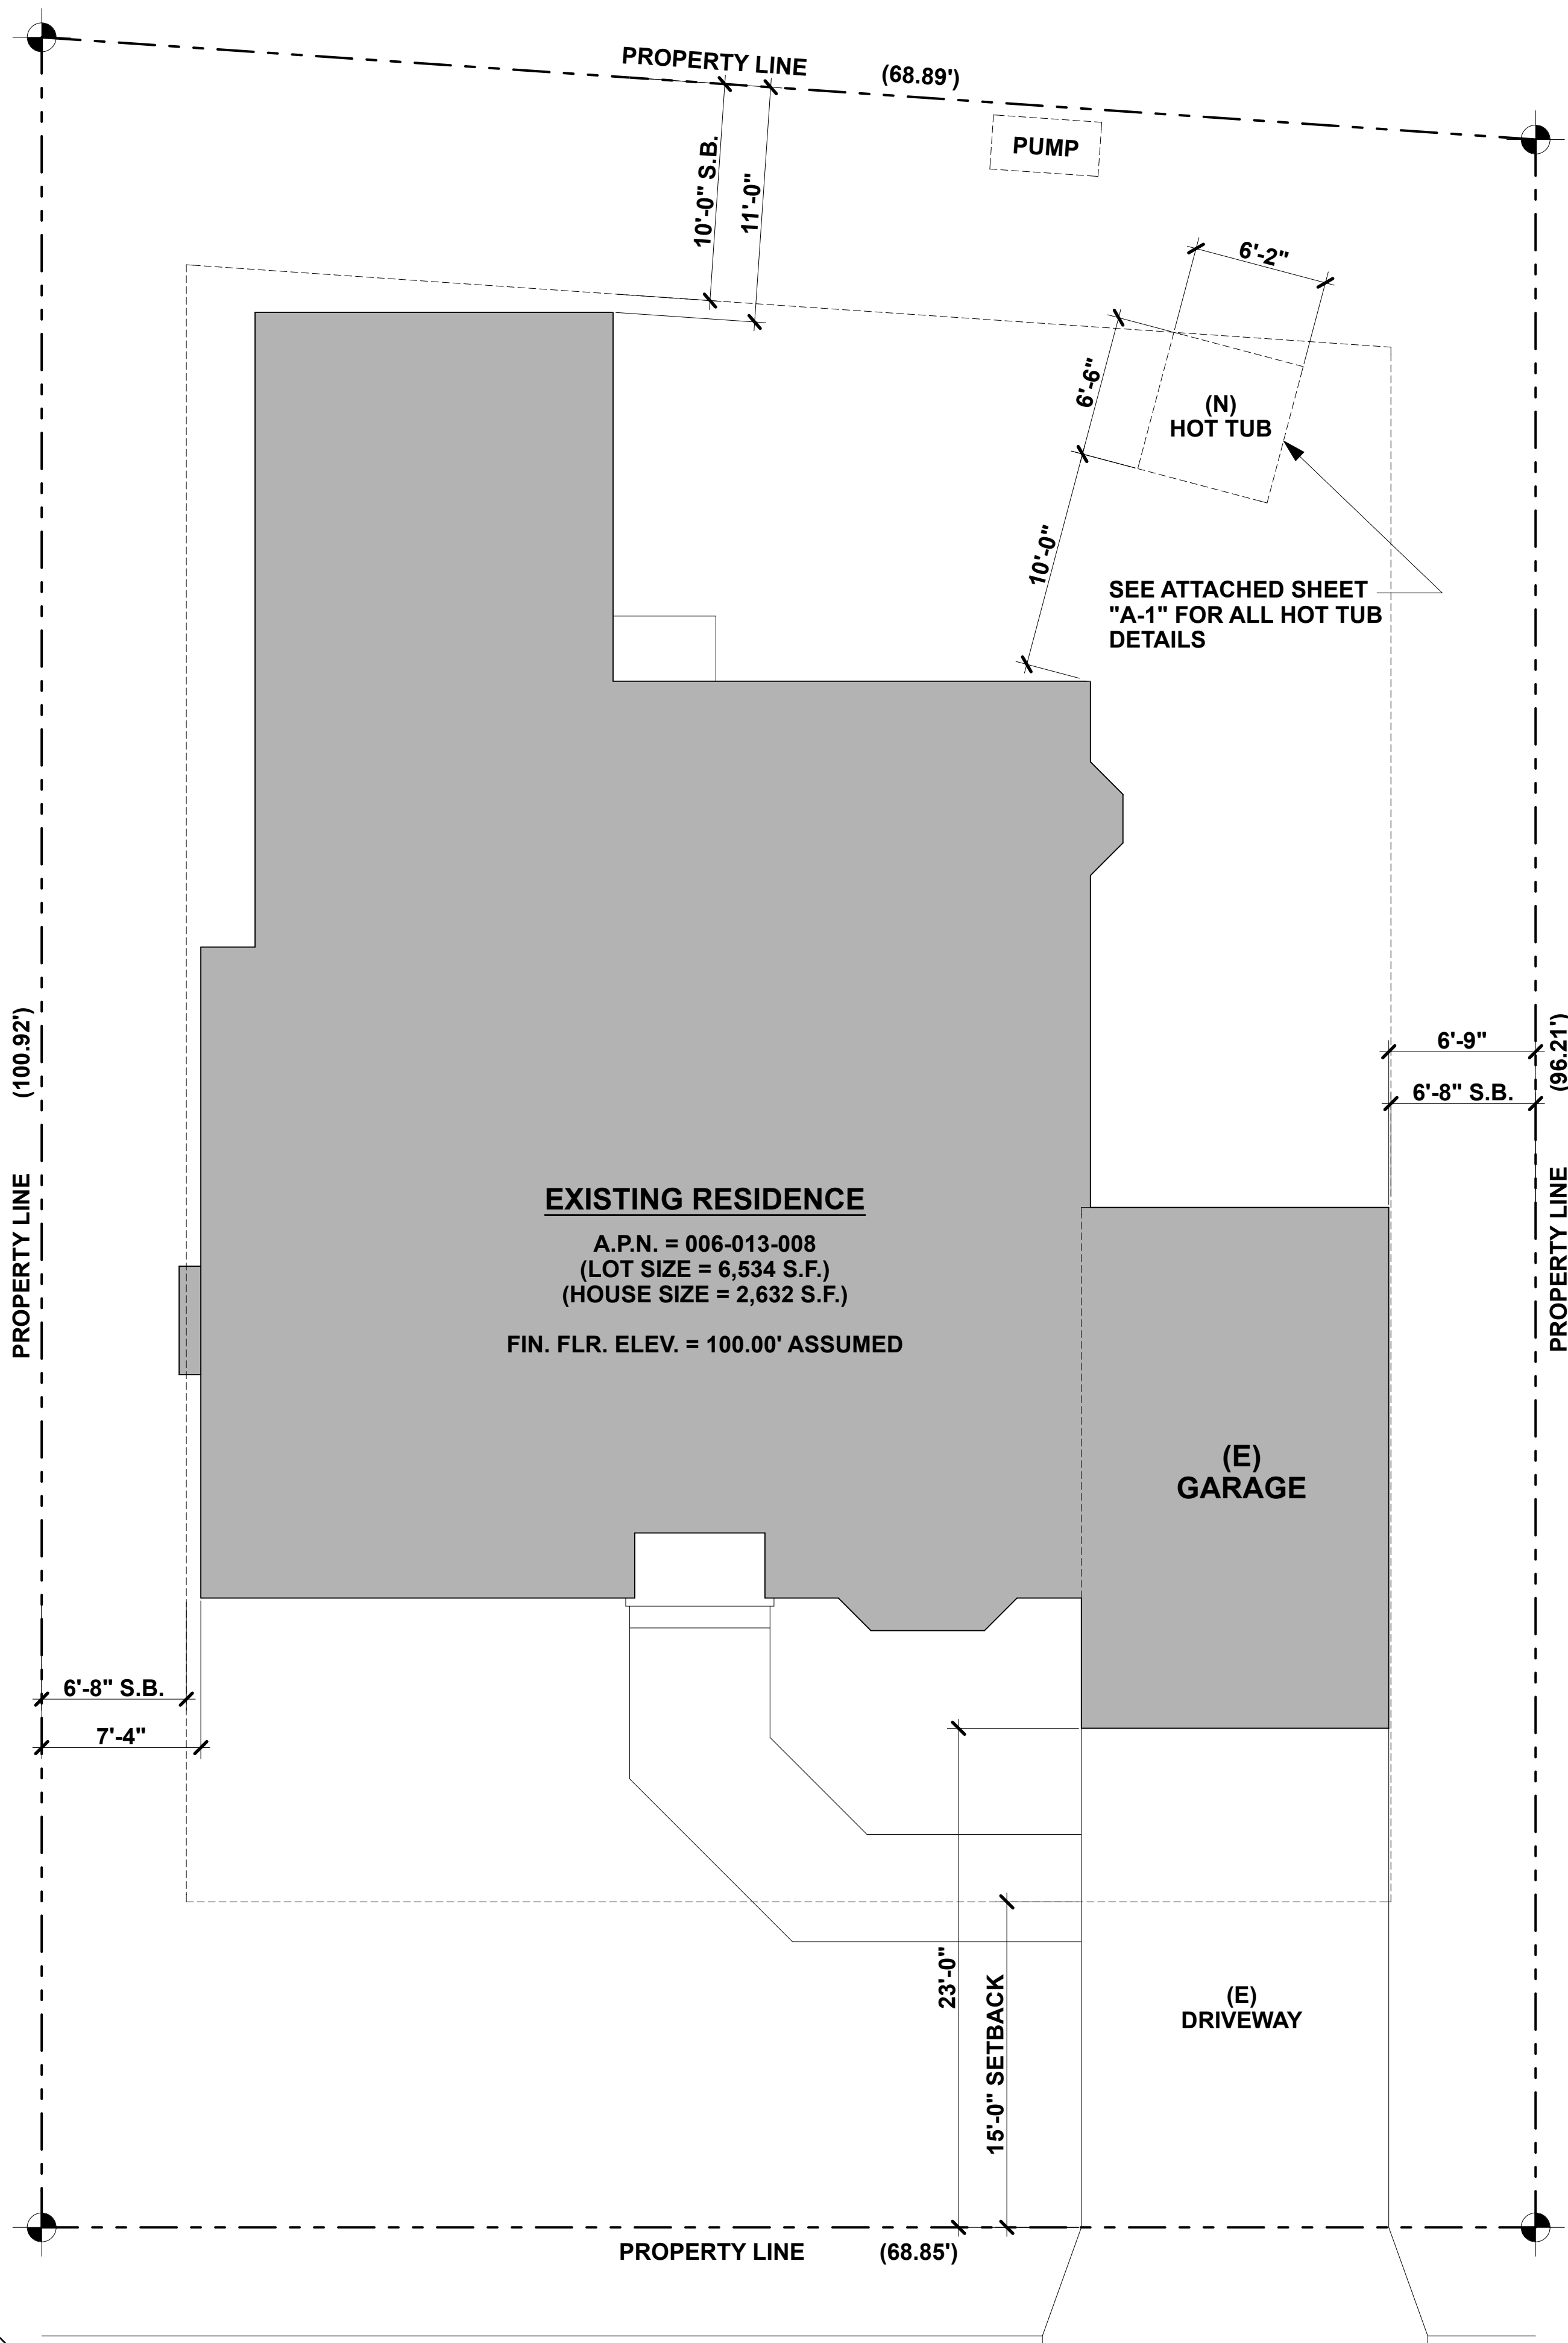 PROPERTY LINE (68.89')
PUMP
10'-0" S.B.
11'-0"
6'-2"
6'-6"
(N)
HOT TUB
10'-0"
SEE ATTACHED SHEET
"A-1" FOR ALL HOT TUB
DETAILS
PROPERTY LINE (100.92')
PROPERTY LINE (96.21')
6'-9"
6'-8" S.B.
EXISTING RESIDENCE
A.P.N. = 006-013-008
(LOT SIZE = 6,534 S.F.)
(HOUSE SIZE = 2,632 S.F.)
FIN. FLR. ELEV. = 100.00' ASSUMED
(E)
GARAGE
6'-8" S.B.
7'-4"
23'-0"
15'-0" SETBACK
(E)
DRIVEWAY
PROPERTY LINE (68.85')